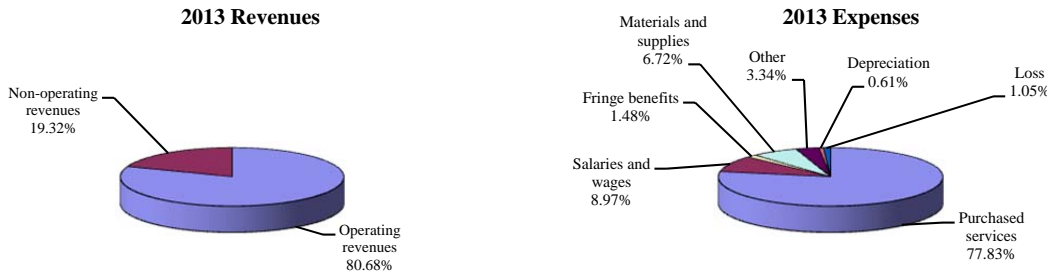 2013 Revenues
Non-operating
revenues
19.32%
Operating
revenues
80.68%
2013 Expenses
Materials and
supplies
6.72%
Other
3.34%
Depreciation
0.61%
Loss
1.05%
Fringe benefits
1.48%
Salaries and
wages
8.97%
Purchased
services
77.83%